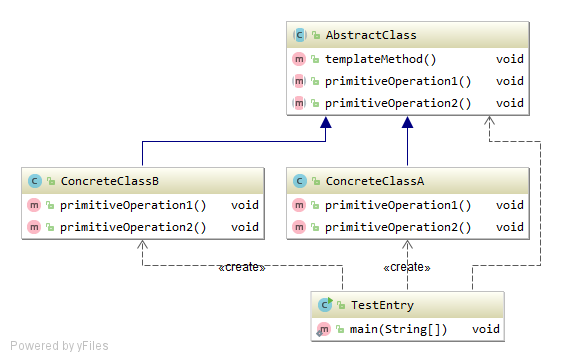 AbstractClass
templateMethod() void
primitiveOperation1() void
primitiveOperation2() void
ConcreteClassB
primitiveOperation1() void
primitiveOperation2() void
ConcreteClassA
primitiveOperation1() void
primitiveOperation2() void
«create»
«create»
TestEntry
main(String[]) void
Powered by yFiles